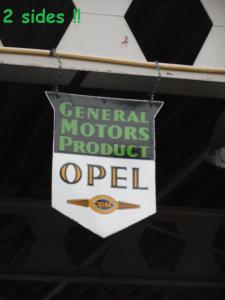 2 sides !!
GENERAL
MOTORS
PRODUCT
OPEL
OPEL